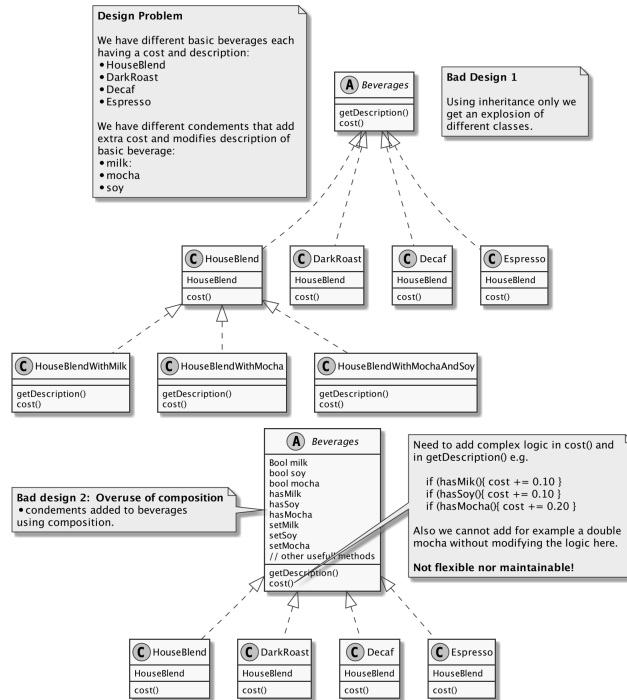 Design Problem
We have different basic beverages each
having a cost and description:
• HouseBlend
• DarkRoast
• Decaf
• Espresso
We have different condements that add
extra cost and modifies description of
basic beverage:
• milk:
• mocha
• soy
A Beverages
getDescription()
cost()
Bad Design 1
Using inheritance only we
get an explosion of
different classes.
C HouseBlend
HouseBlend
cost()
C DarkRoast
HouseBlend
cost()
C Decaf
HouseBlend
cost()
C Espresso
HouseBlend
cost()
C HouseBlendWithMilk
getDescription()
cost()
C HouseBlendWithMocha
getDescription()
cost()
C HouseBlendWithMochaAndSoy
getDescription()
cost()
A Beverages
Bool milk
bool soy
bool mocha
hasMilk
hasSoy
hasMocha
setMilk
setSoy
setMocha
// other usefull methods
getDescription()
cost()
Bad design 2: Overuse of composition
• condements added to beverages
using composition.
Need to add complex logic in cost() and
in getDescription() e.g.
if (hasMik(){ cost += 0.10 }
if (hasSoy(){ cost += 0.10 }
if (hasMocha(){ cost += 0.20 }
Also we cannot add for example a double
mocha without modifying the logic here.
Not flexible nor maintainable!
C HouseBlend
HouseBlend
cost()
C DarkRoast
HouseBlend
cost()
C Decaf
HouseBlend
cost()
C Espresso
HouseBlend
cost()